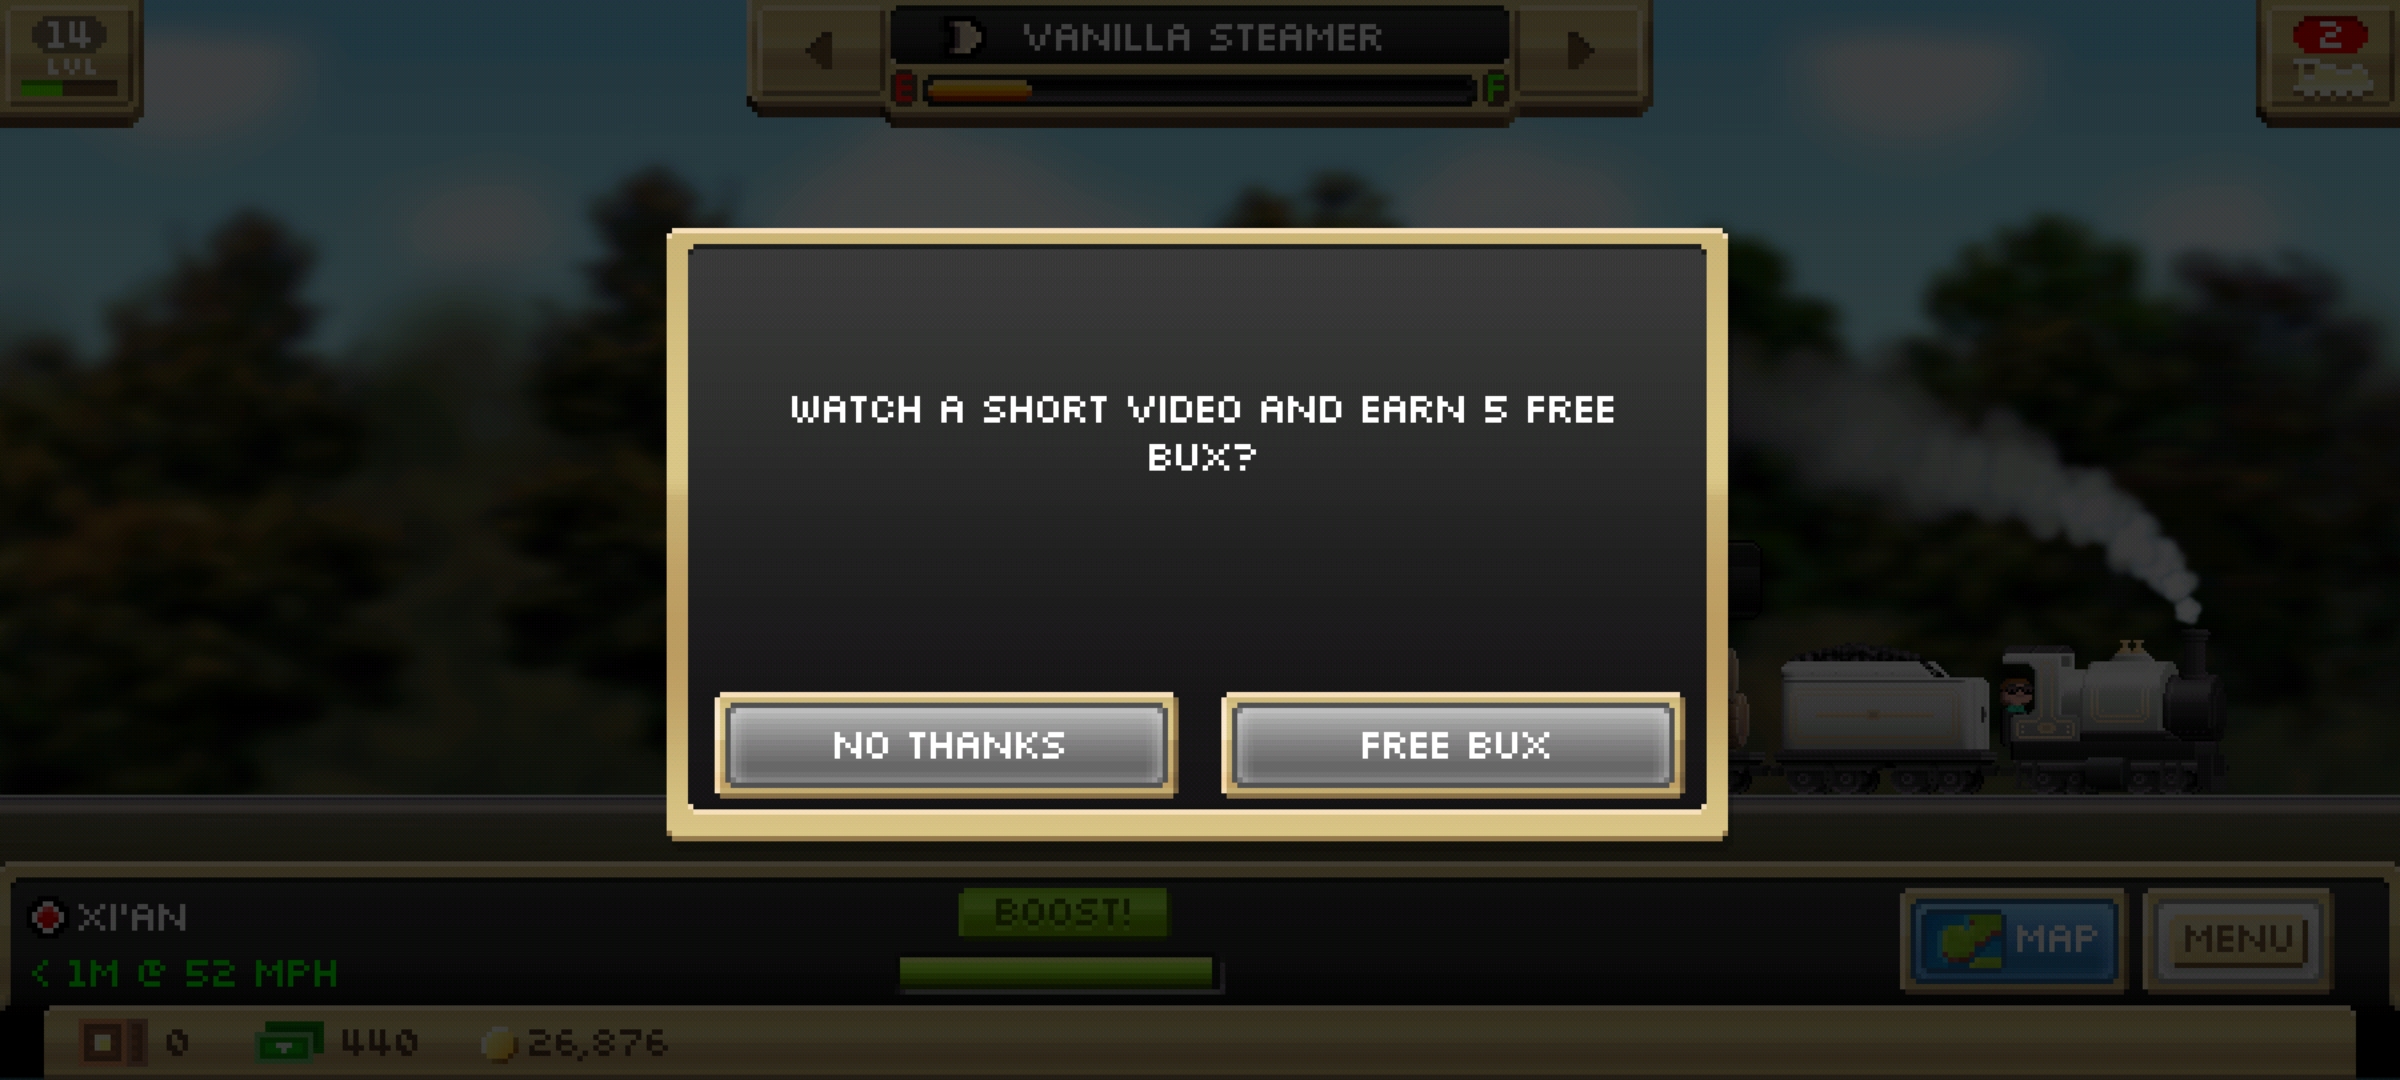 14
LVL
VANILLA STEAMER
E
F
2
WATCH A SHORT VIDEO AND EARN 5 FREE
BUX?
NO THANKS
FREE BUX
XI'AN
BOOST!
< 1M @ 52 MPH
MAP
MENU
0
440
26,876